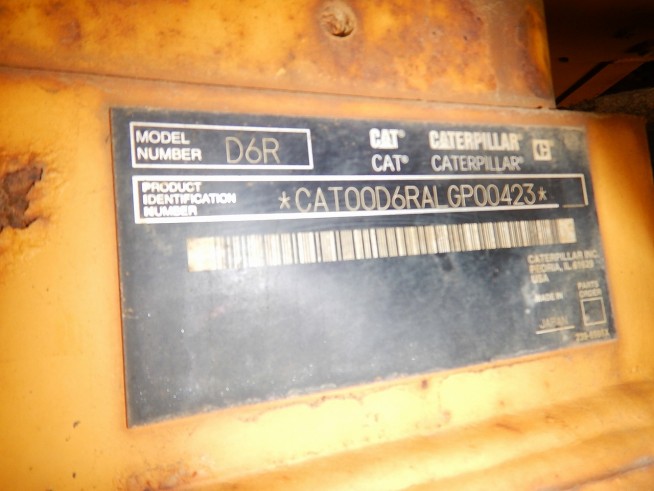 MODEL NUMBER D6R
CAT® CATERPILLAR®
CAT® CATERPILLAR®
PRODUCT IDENTIFICATION NUMBER
*CAT00D6RALGP00423*
CATERPILLAR INC.
PEORIA, IL 61629
USA
MADE IN
JAPAN
PARTS ORDER